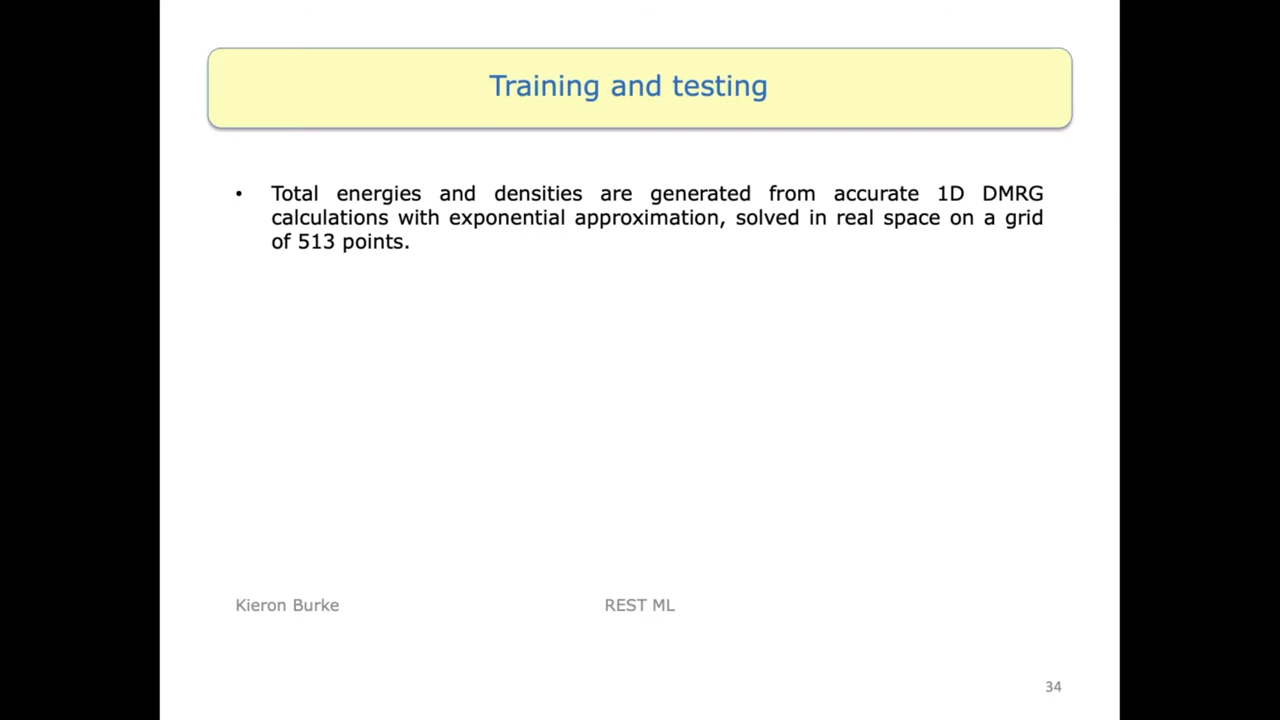 Training and testing
• Total energies and densities are generated from accurate 1D DMRG
calculations with exponential approximation, solved in real space on a grid
of 513 points.
Kieron Burke
REST ML
34